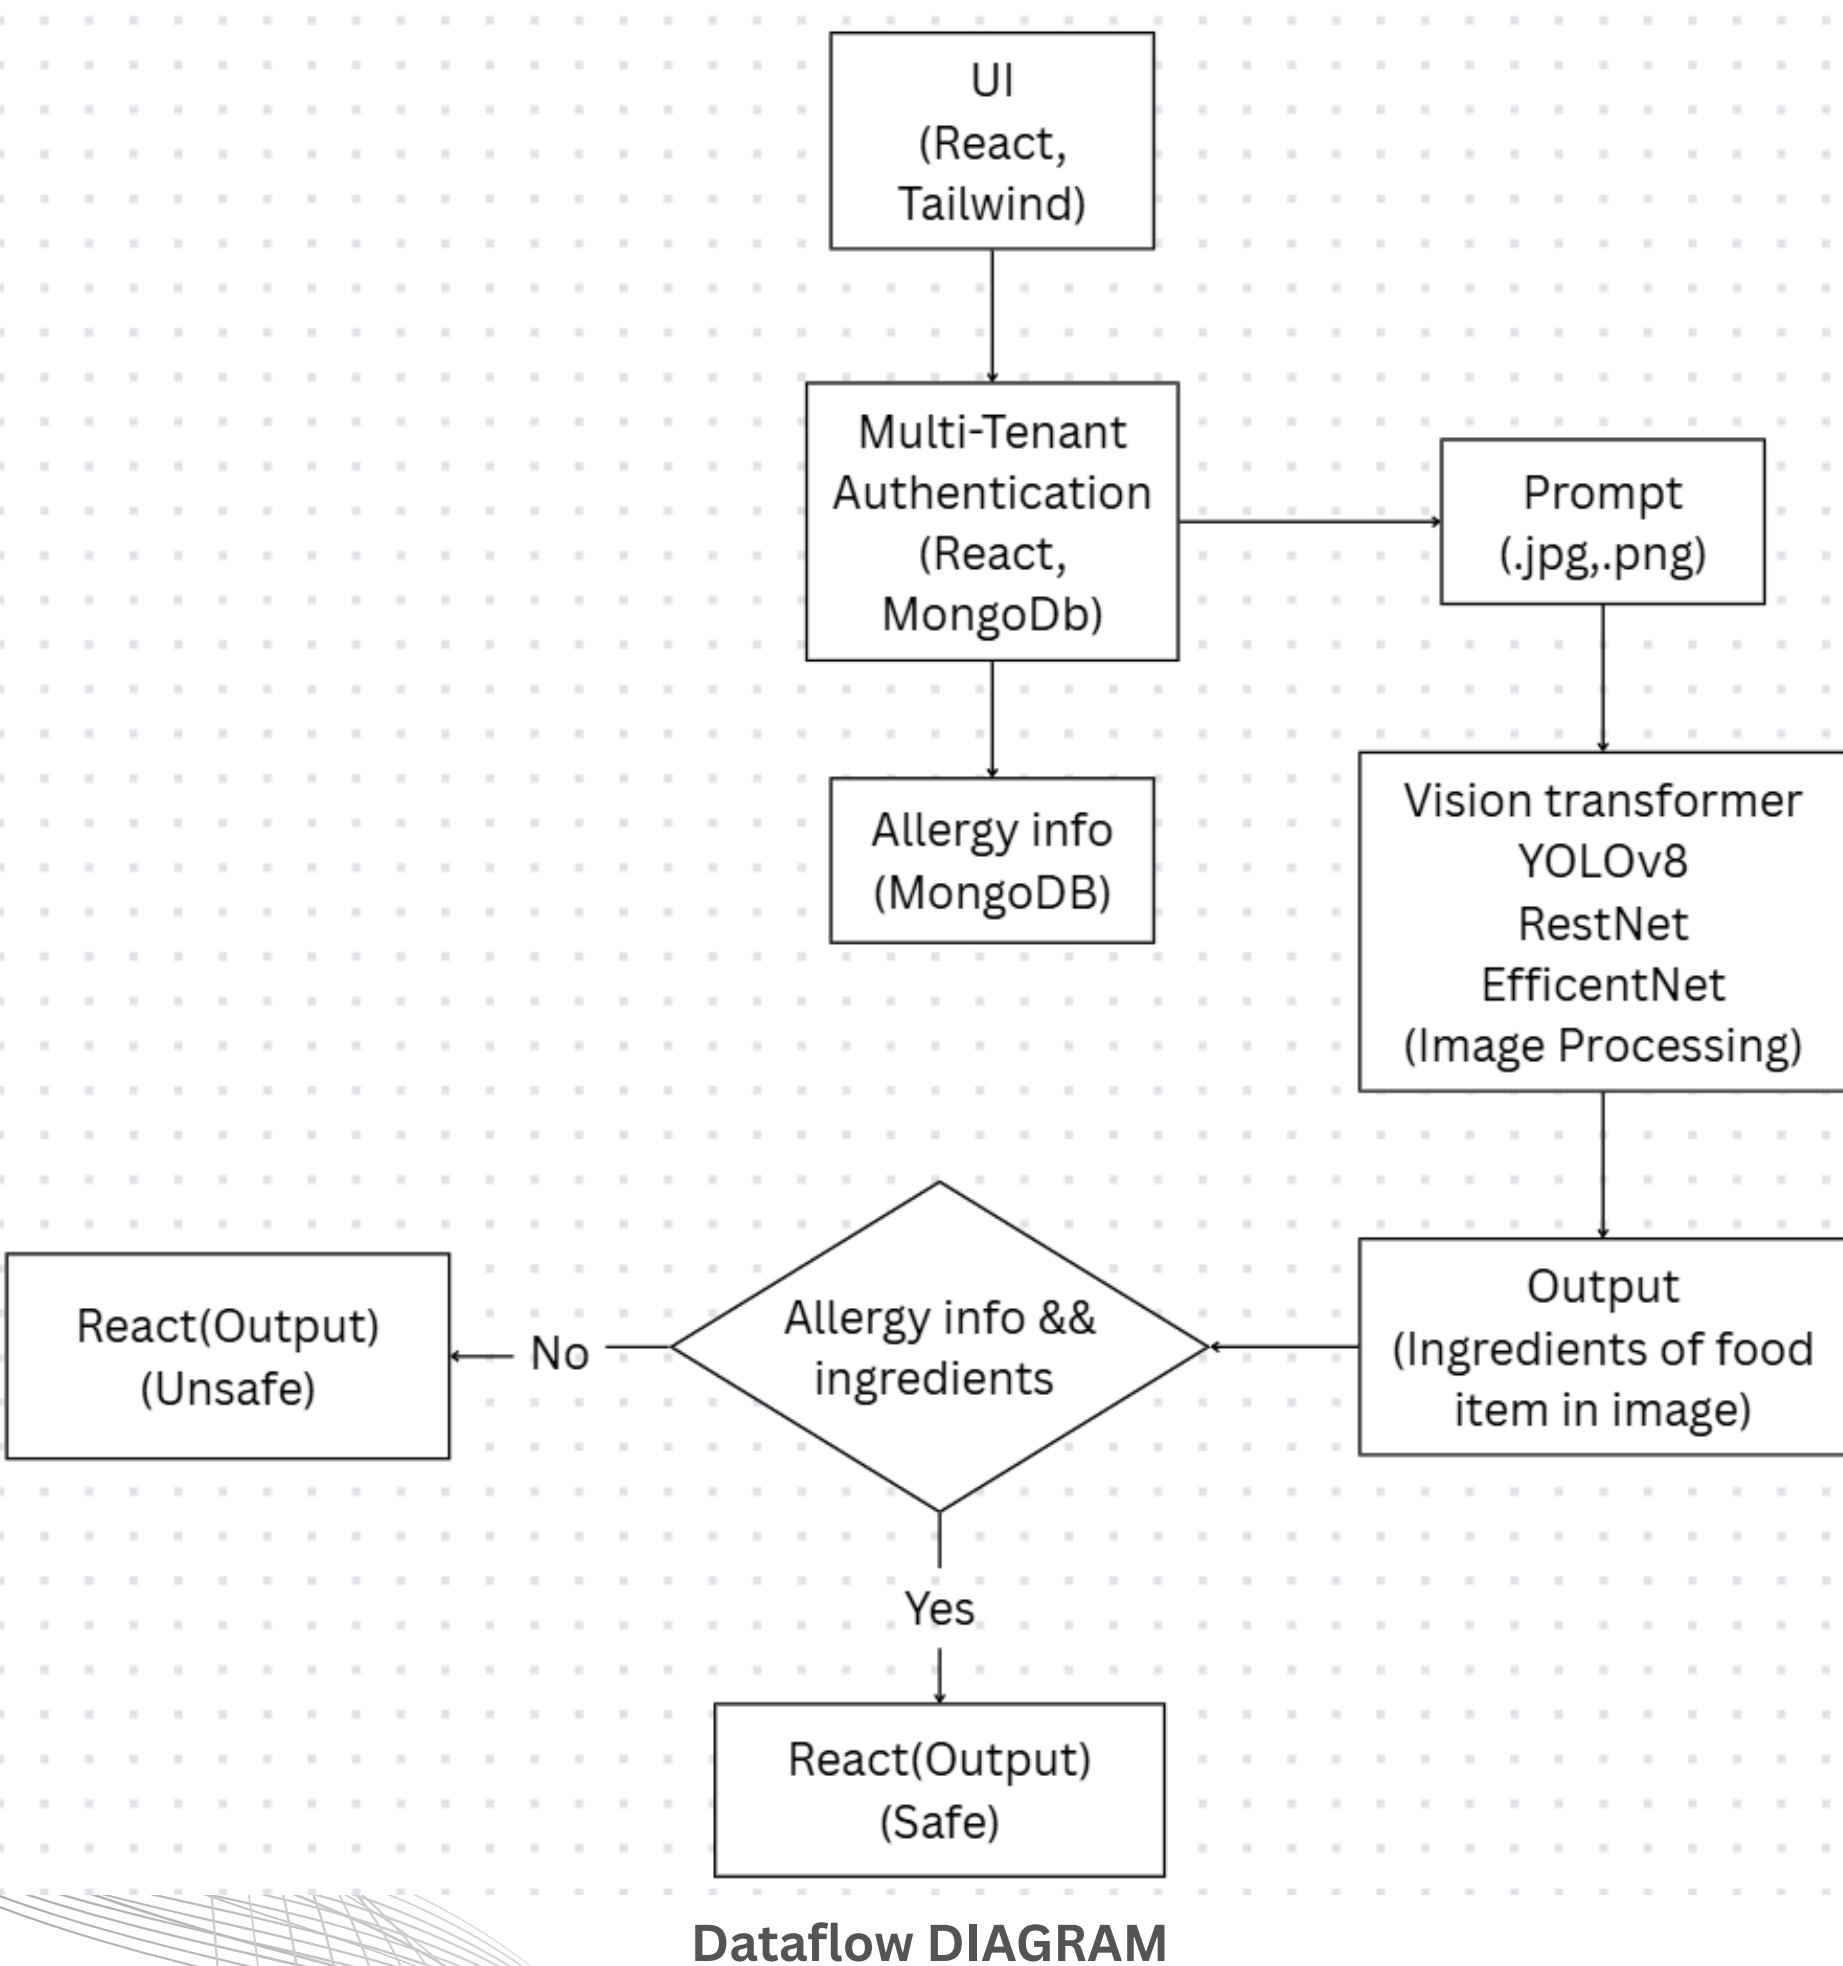 UI
(React,
Tailwind)
Multi-Tenant
Authentication
(React,
MongoDb)
Prompt
(.jpg,.png)
Allergy info
(MongoDB)
Vision transformer
YOLOv8
RestNet
EfficentNet
(Image Processing)
Output
(Ingredients of food
item in image)
Allergy info &&
ingredients
No
React(Output)
(Unsafe)
Yes
React(Output)
(Safe)
Dataflow DIAGRAM